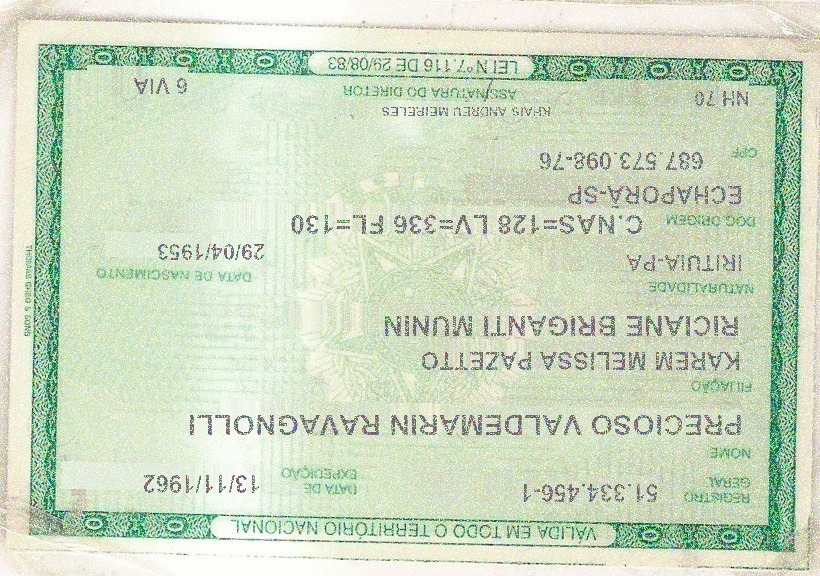 VÁLIDA EM TODO O TERRITÓRIO NACIONAL
REGISTRO GERAL 51.334.456-1 DATA DE EXPEDIÇÃO 13/11/1962
NOME
PRECIOSO VALDEMARIN RAVAGNOLLI
FILIAÇÃO
KAREM MELISSA PAZETTO
RICIANE BRIGANTI MUNIN
NATURALIDADE DATA DE NASCIMENTO
IRITUIA-PA 29/04/1953
DOC ORIGEM C.NAS=128 LV=336 FL=130
ECHAPORÃ-SP
CPF 687.573.098-76
KHAIS ANDREU MEIRELES
NH 70 ASSINATURA DO DIRETOR 6 VIA
LEI Nº 7.116 DE 29/08/83
THOMAS GREG & SONS